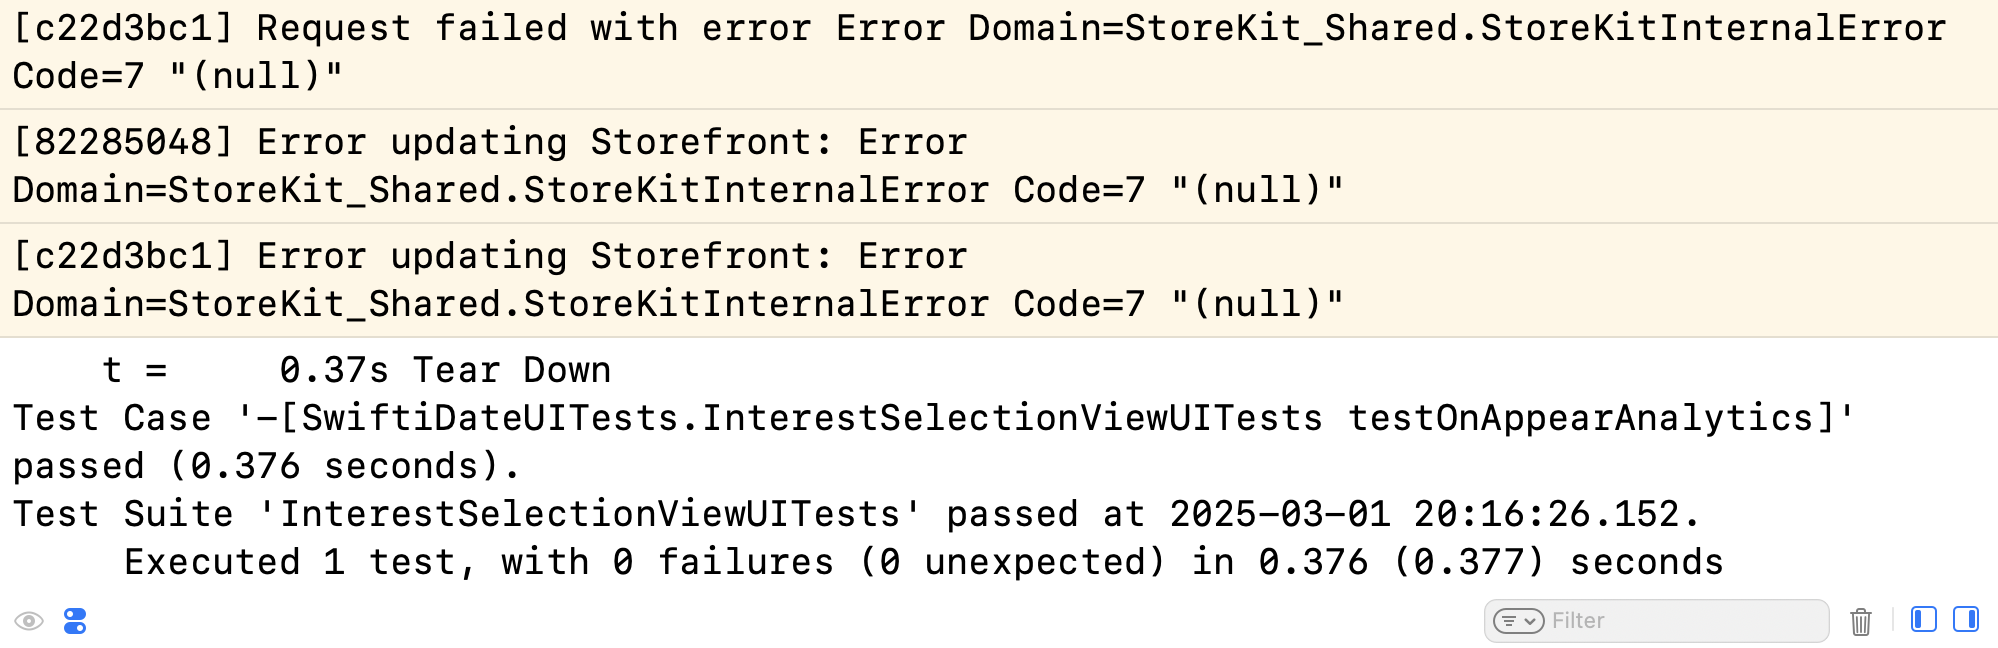 [c22d3bc1] Request failed with error Error Domain=StoreKit_Shared.StoreKitInternalError
Code=7 "(null)"
[82285048] Error updating Storefront: Error
Domain=StoreKit_Shared.StoreKitInternalError Code=7 "(null)"
[c22d3bc1] Error updating Storefront: Error
Domain=StoreKit_Shared.StoreKitInternalError Code=7 "(null)"
t =     0.37s Tear Down
Test Case '-[SwiftiDateUITests.InterestSelectionViewUITests testOnAppearAnalytics]'
passed (0.376 seconds).
Test Suite 'InterestSelectionViewUITests' passed at 2025-03-01 20:16:26.152.
Executed 1 test, with 0 failures (0 unexpected) in 0.376 (0.377) seconds
Filter